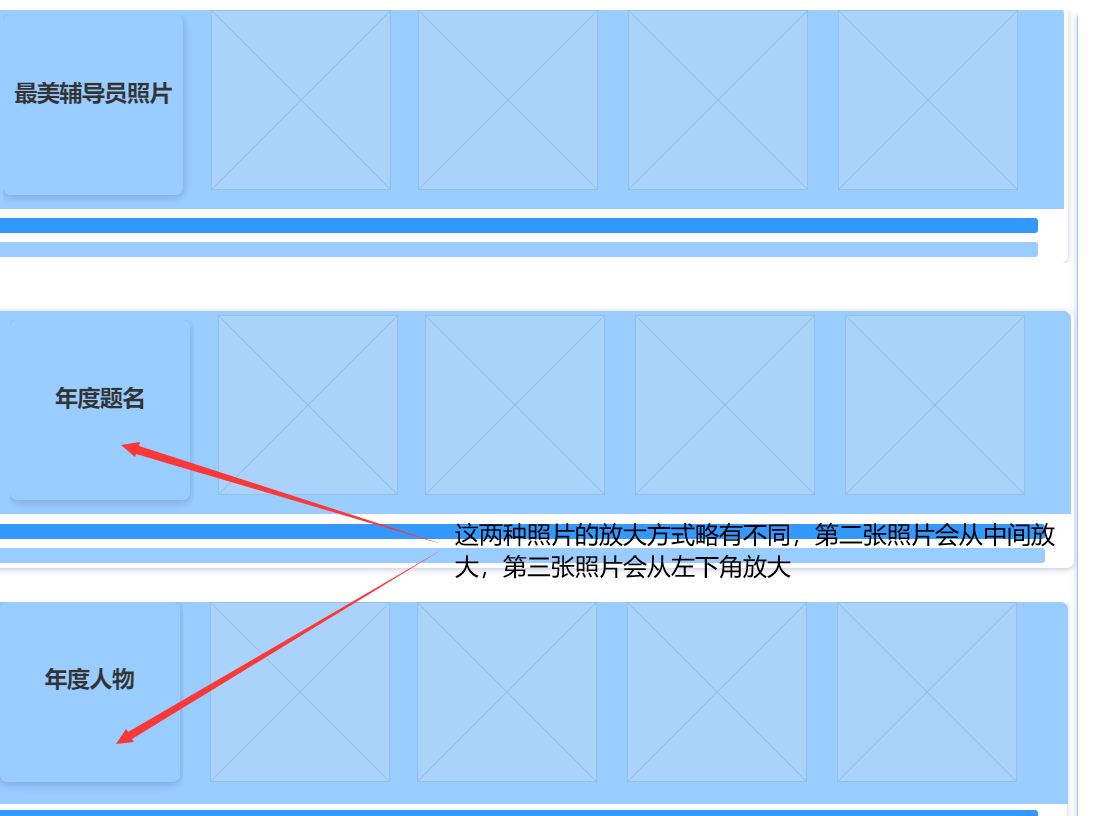 最美辅导员照片
年度题名
这两种照片的放大方式略有不同，第二张照片会从中间放
大，第三张照片会从左下角放大
年度人物